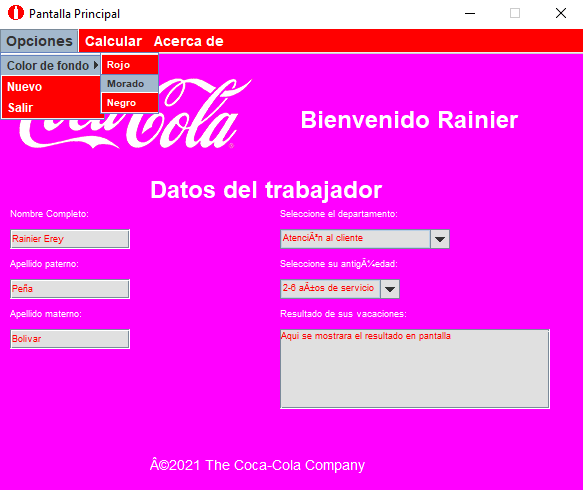 Pantalla Principal
Opciones Calcular Acerca de
Color de fondo
Rojo
Morado
Negro
Nuevo
Salir
Coca-Cola
Bienvenido Rainier
Datos del trabajador
Nombre Completo:
Rainier Erey
Apellido paterno:
Peña
Apellido materno:
Bolivar
Seleccione el departamento:
AtenciÃ³n al cliente
Seleccione su antigÃ¼edad:
2-6 aÃ±os de servicio
Resultado de sus vacaciones:
Aqui se mostrara el resultado en pantalla
Â©2021 The Coca-Cola Company